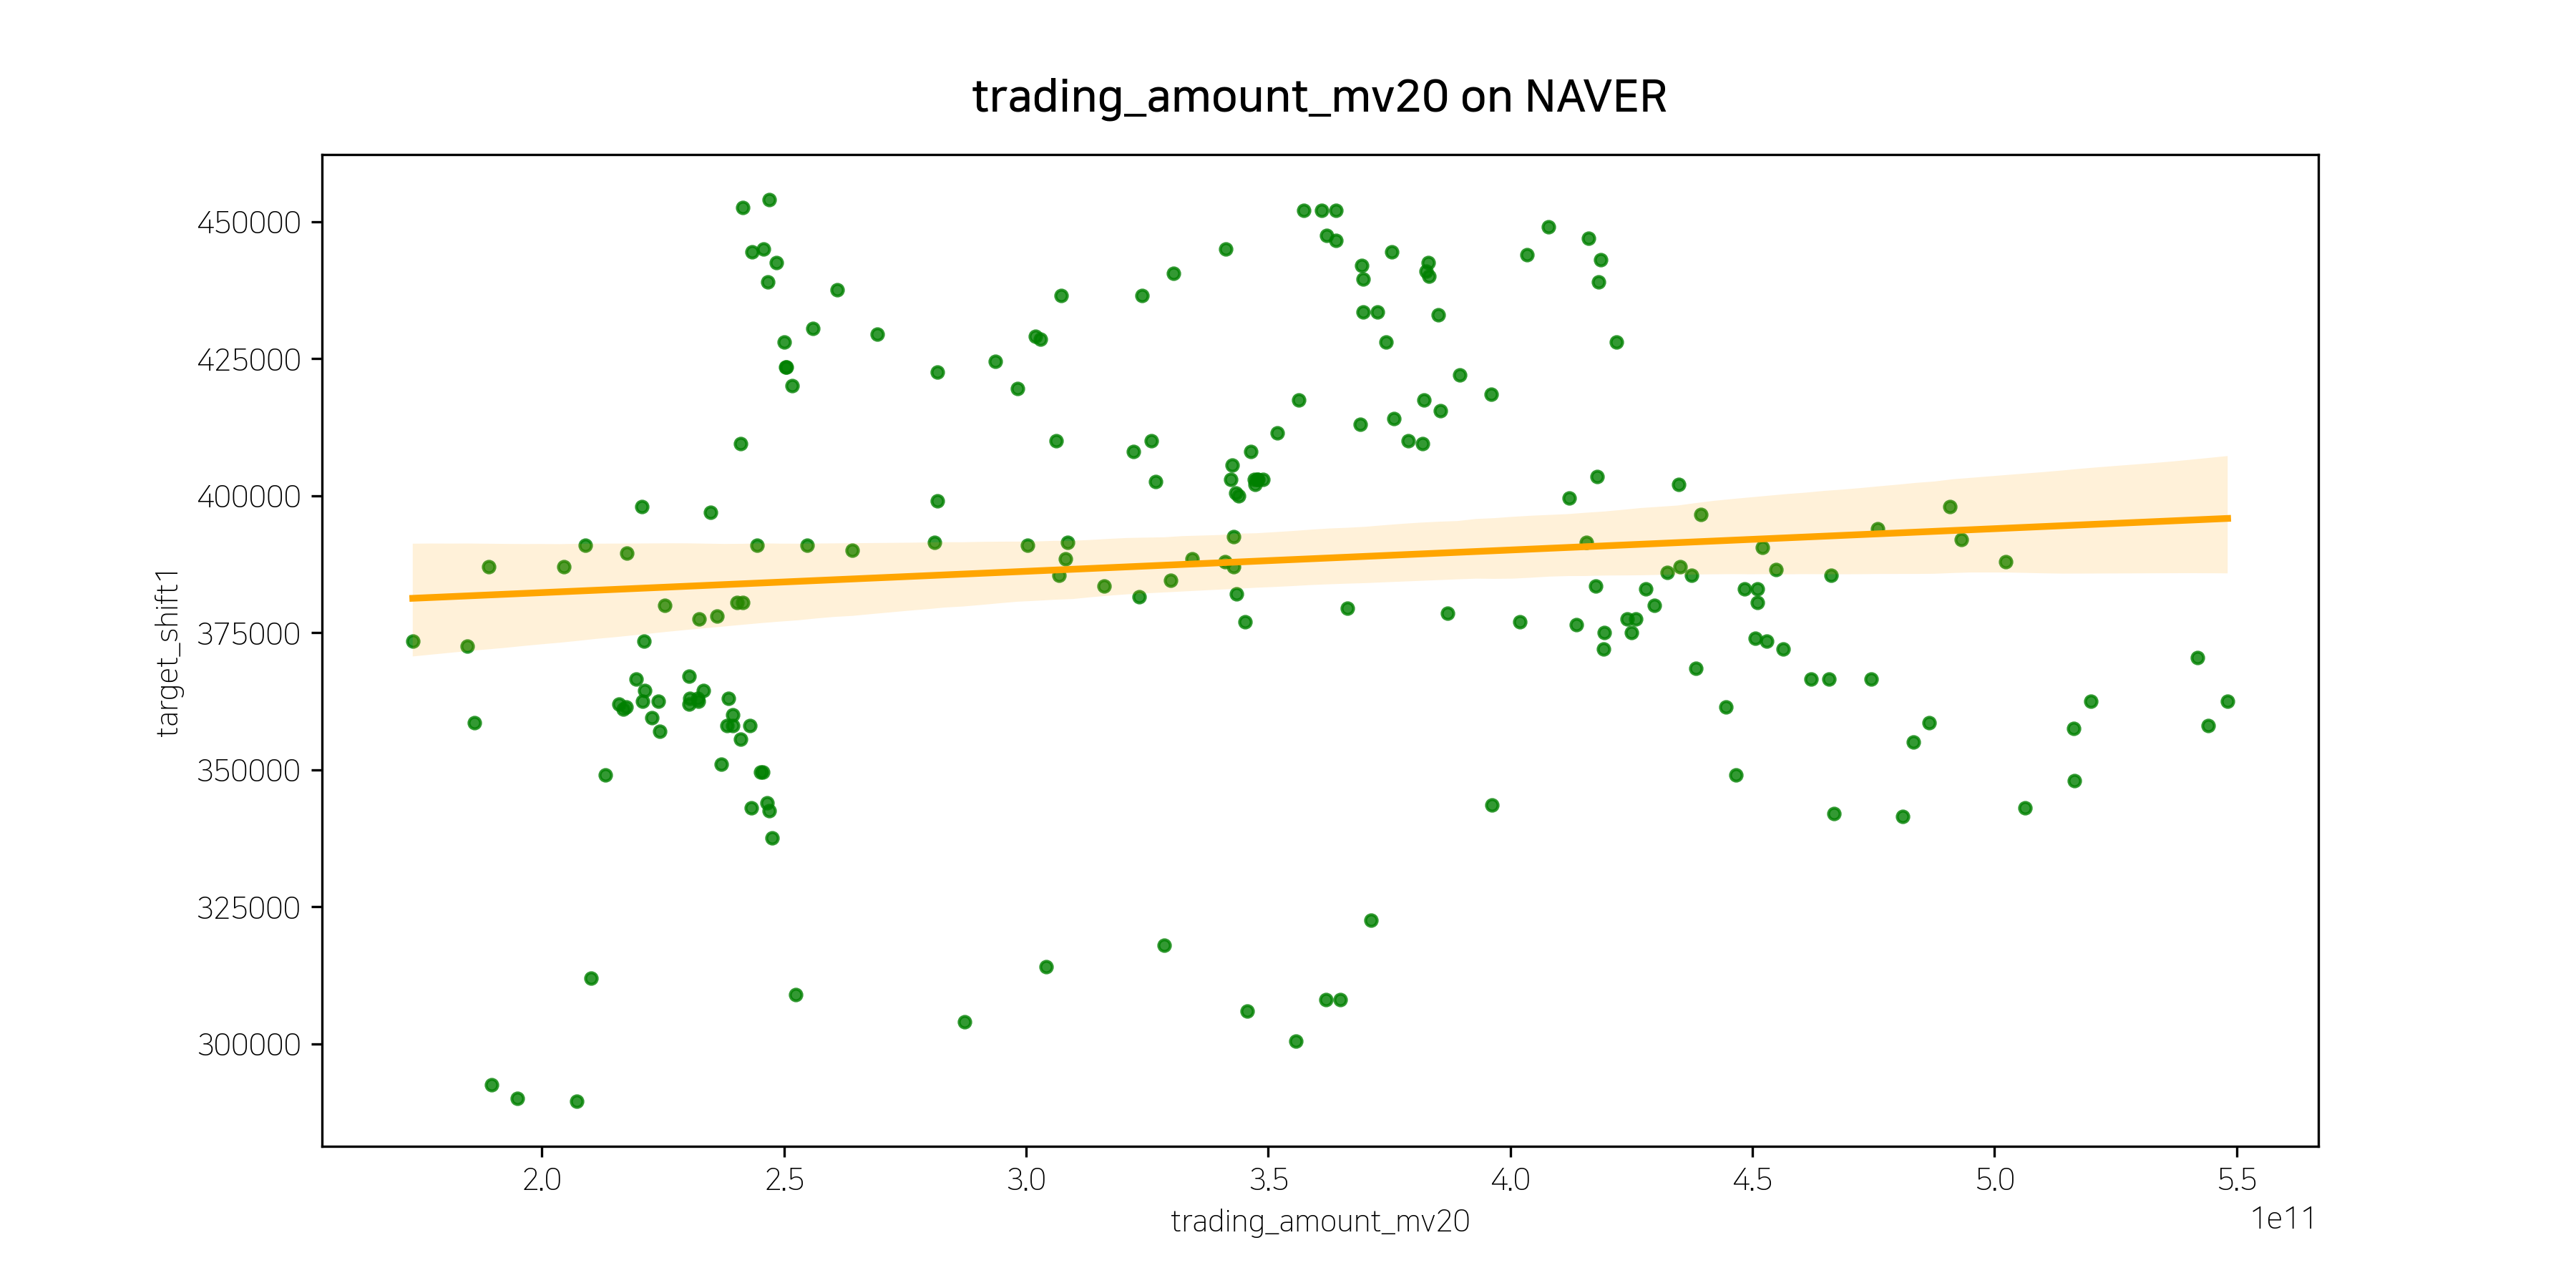 trading_amount_mv20 on NAVER
450000
425000
400000
375000
350000
325000
300000
target_shift1
2.0 2.5 3.0 3.5 4.0 4.5 5.0 5.5
1e11
trading_amount_mv20